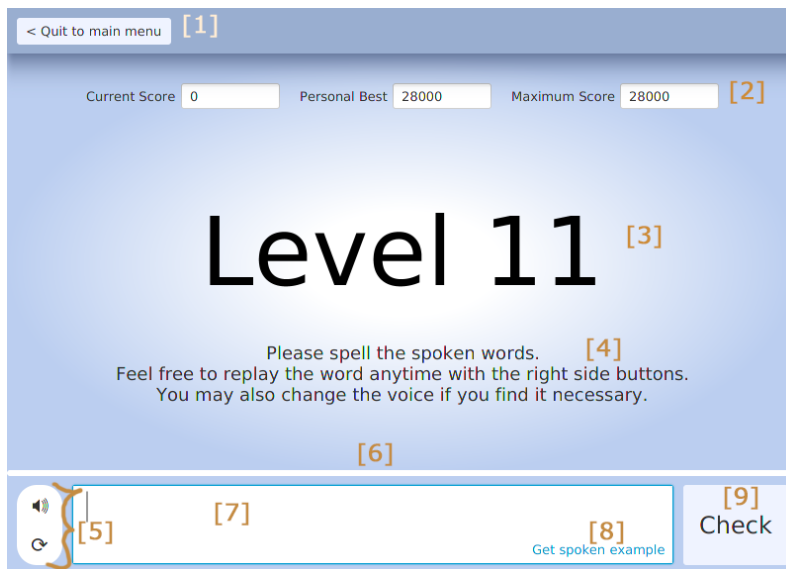 < Quit to main menu [1]
Current Score 0 Personal Best 28000 Maximum Score 28000 [2]
Level 11 [3]
Please spell the spoken words. [4]
Feel free to replay the word anytime with the right side buttons.
You may also change the voice if you find it necessary.
[6]
[5] [7] [8] [9]
Get spoken example Check